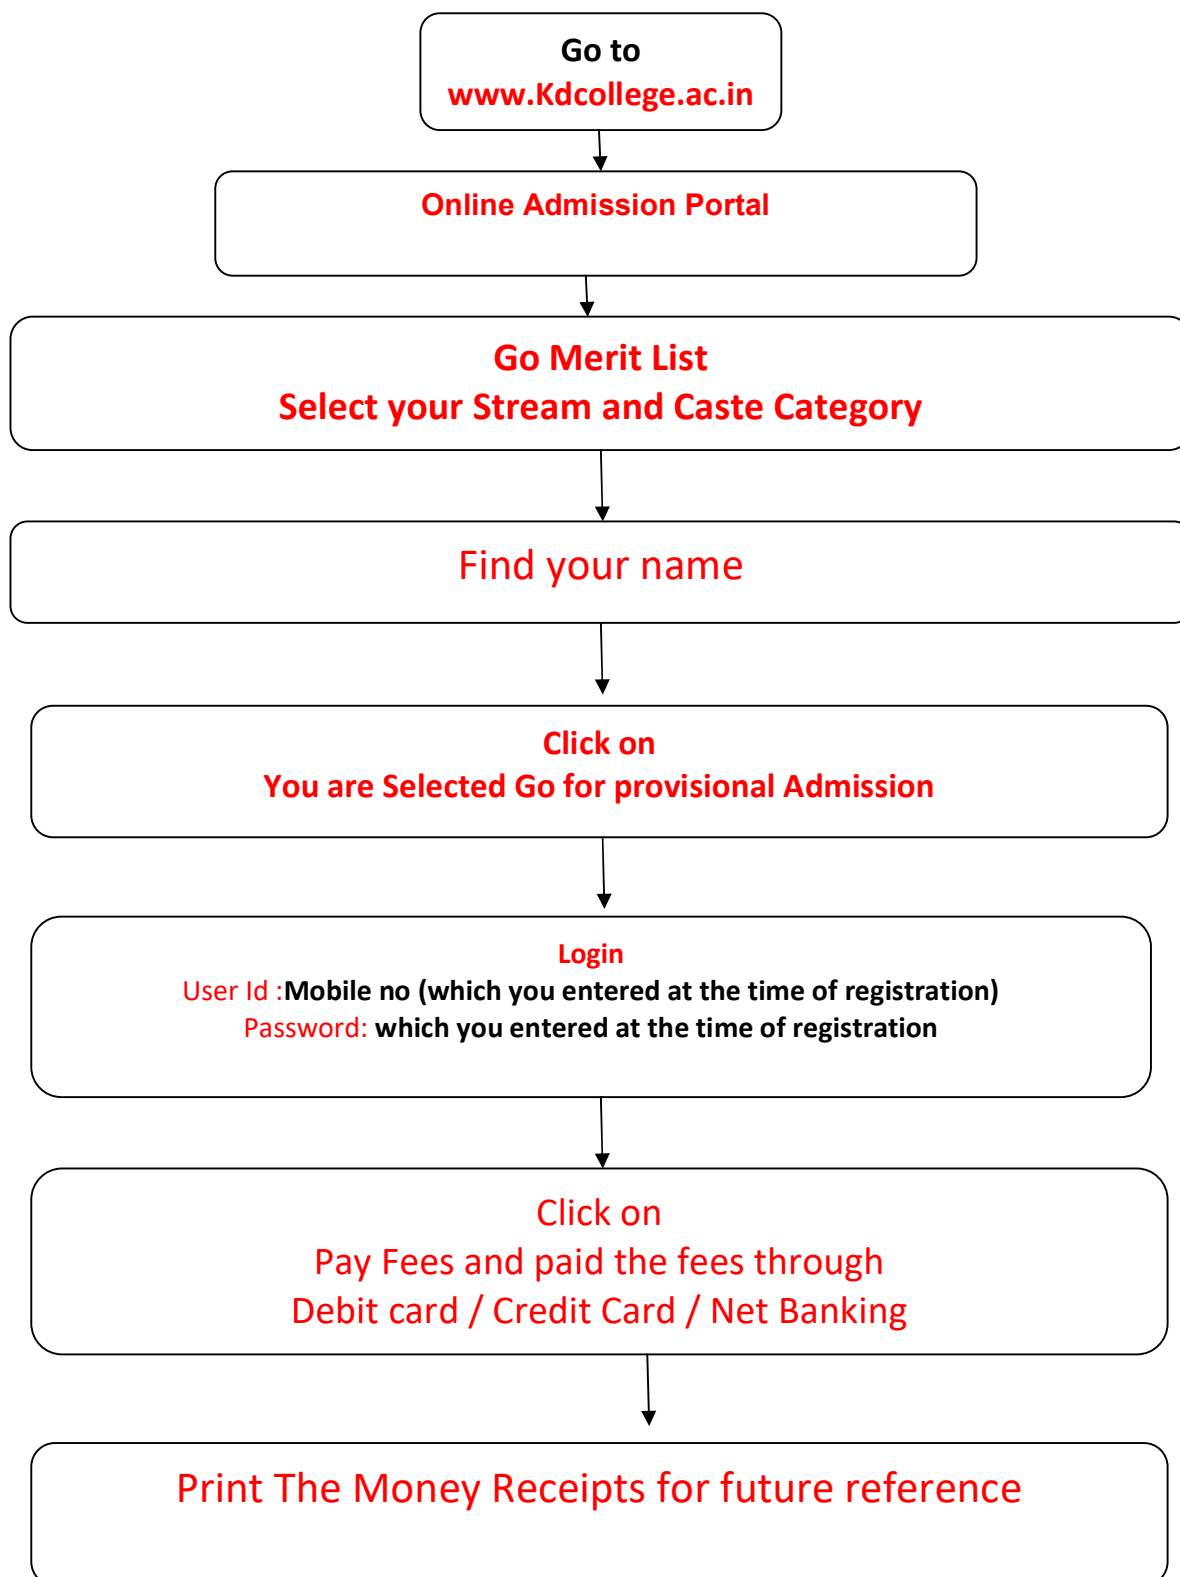 Go to
www.Kdcollege.ac.in
Online Admission Portal
Go Merit List
Select your Stream and Caste Category
Find your name
Click on
You are Selected Go for provisional Admission
Login
User Id :Mobile no (which you entered at the time of registration)
Password: which you entered at the time of registration
Click on
Pay Fees and paid the fees through
Debit card / Credit Card / Net Banking
Print The Money Receipts for future reference